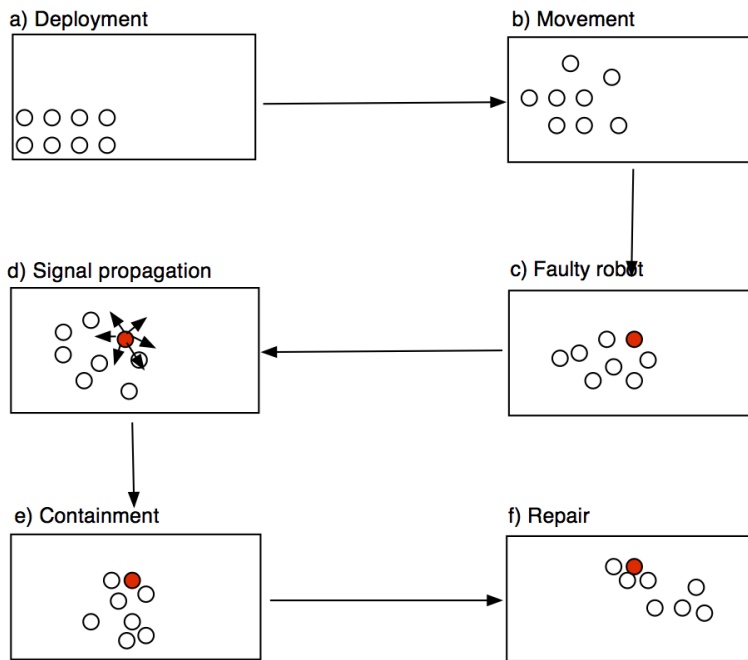 a) Deployment
b) Movement
d) Signal propagation
c) Faulty robot
e) Containment
f) Repair